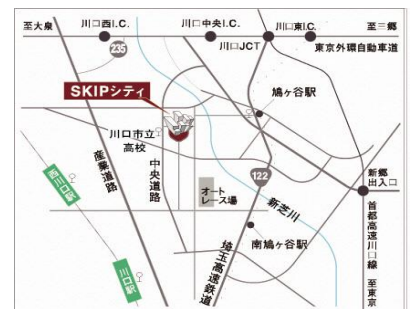 至大泉
川口西I.C.
川口中央I.C.
川口東I.C.
至三郷
235
川口JCT
東京外環自動車道
SKIPシティ
鳩ヶ谷駅
川口市立
高校
西川口駅
産業道路
中央道路
122
オート
レース場
新芝川
新郷
出入口
川口駅
埼玉高速鉄道
南鳩ヶ谷駅
首都高速川口線
至東京